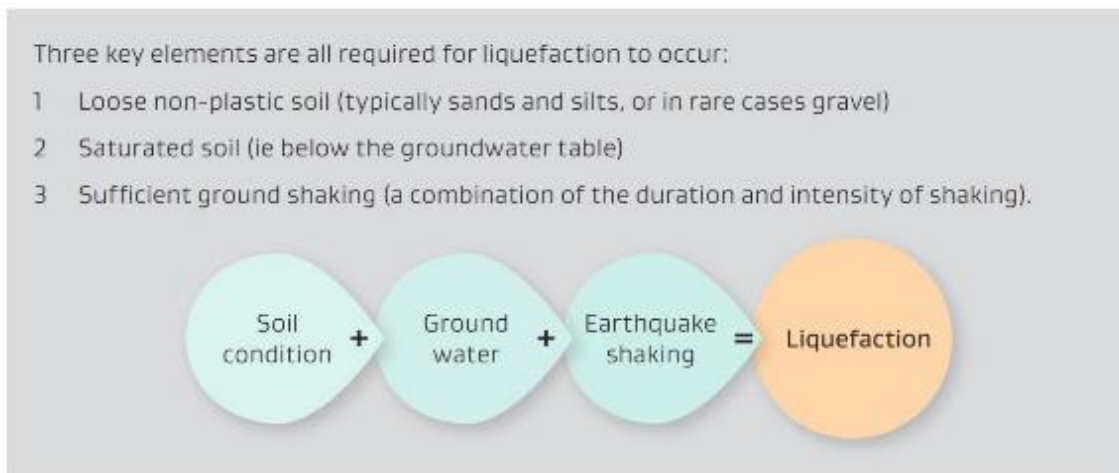 Three key elements are all required for liquefaction to occur:
1 Loose non-plastic soil (typically sands and silts, or in rare cases gravel)
2 Saturated soil (ie below the groundwater table)
3 Sufficient ground shaking (a combination of the duration and intensity of shaking).
Soil condition
+
Ground water
+
Earthquake shaking
=
Liquefaction